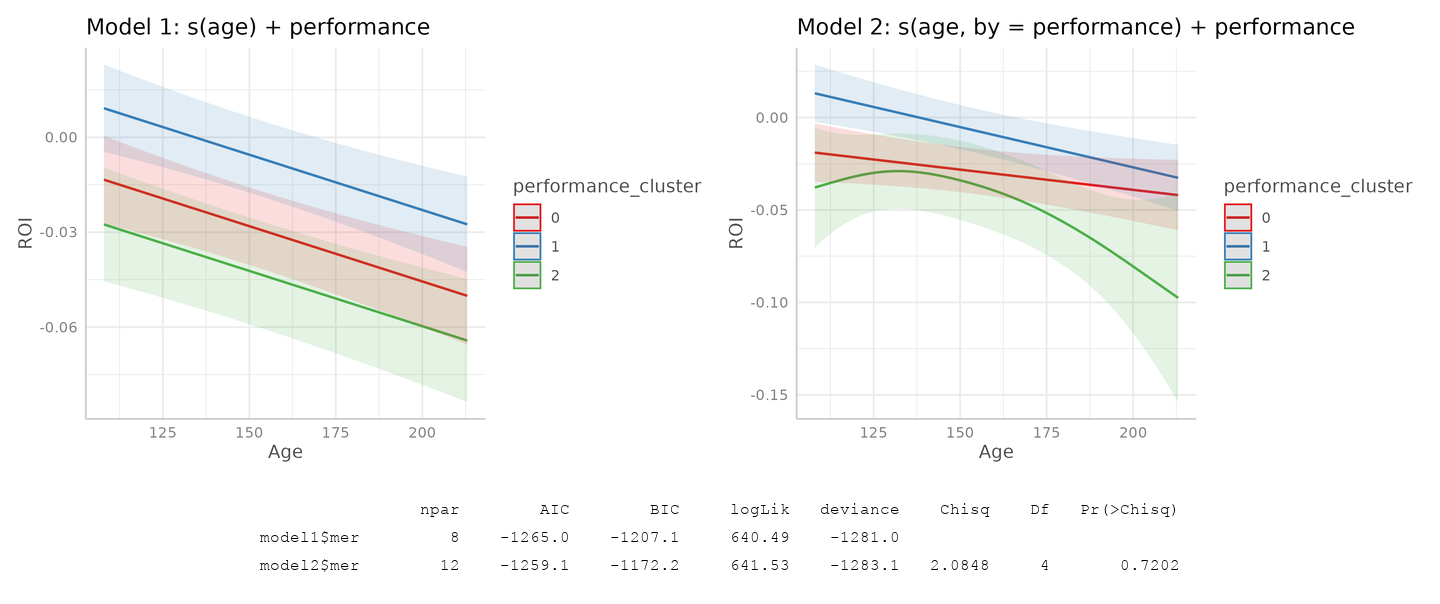 Model 1: s(age) + performance
0.00
-0.03
-0.06
ROI
125 150 175 200
Age
performance_cluster
0
1
2
Model 2: s(age, by = performance) + performance
0.00
-0.05
-0.10
-0.15
ROI
125 150 175 200
Age
performance_cluster
0
1
2
npar AIC BIC logLik deviance Chisq Df Pr(>Chisq)
model1$mer 8 -1265.0 -1207.1 640.49 -1281.0
model2$mer 12 -1259.1 -1172.2 641.53 -1283.1 2.0848 4 0.7202